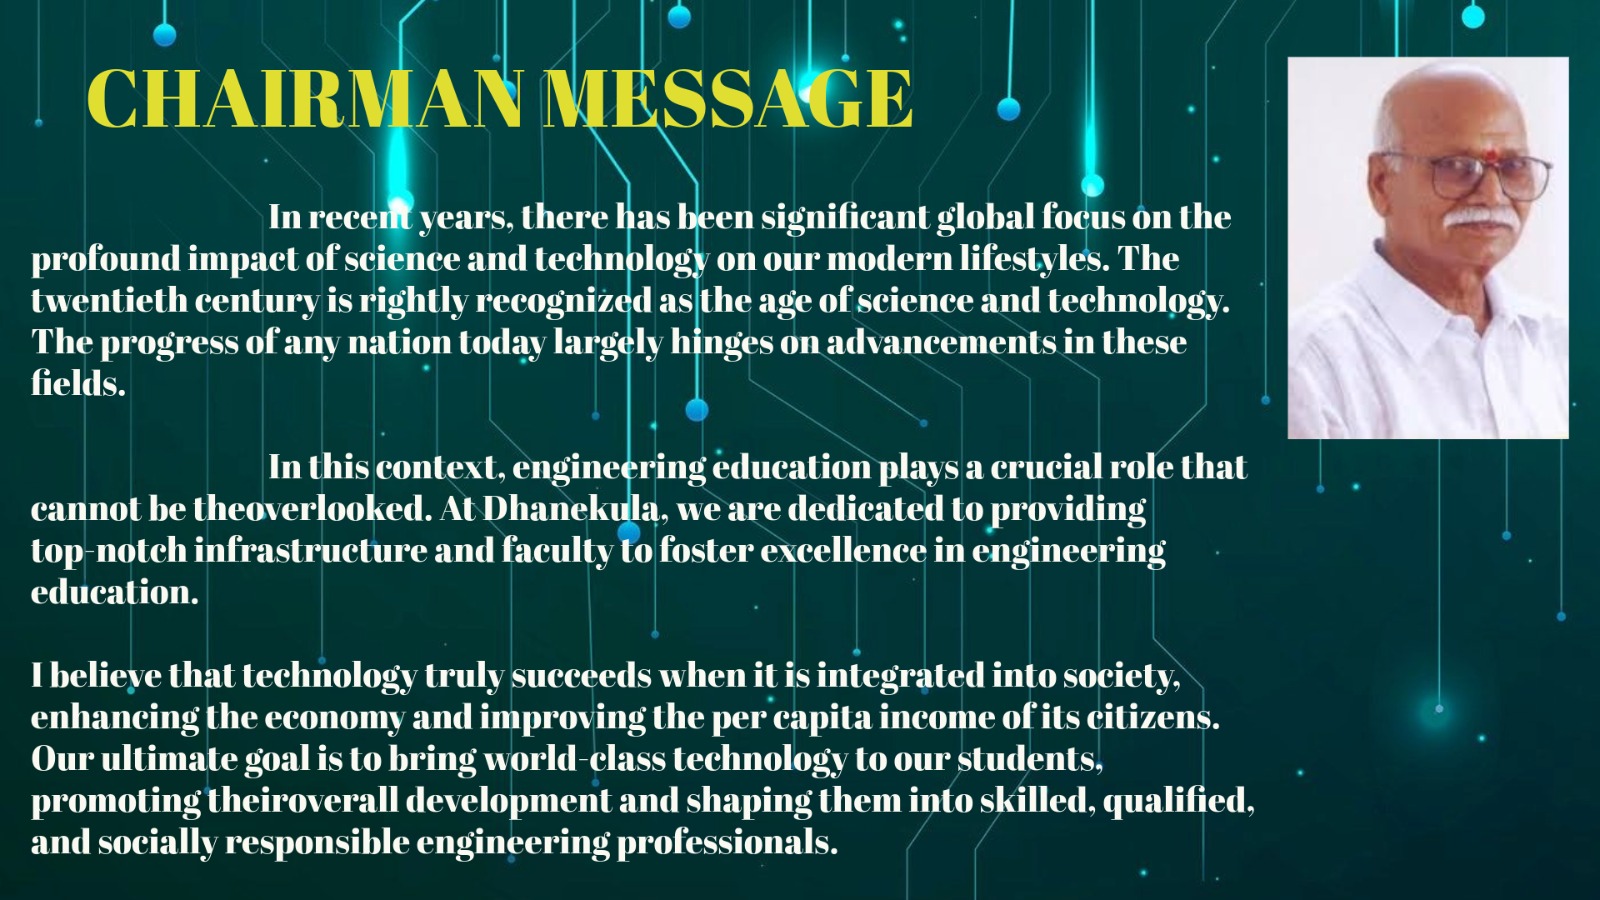 CHAIRMAN MESSAGE
In recent years, there has been significant global focus on the
profound impact of science and technology on our modern lifestyles. The
twentieth century is rightly recognized as the age of science and technology.
The progress of any nation today largely hinges on advancements in these
fields.
In this context, engineering education plays a crucial role that
cannot be theoverlooked. At Dhanekula, we are dedicated to providing
top-notch infrastructure and faculty to foster excellence in engineering
education.
I believe that technology truly succeeds when it is integrated into society,
enhancing the economy and improving the per capita income of its citizens.
Our ultimate goal is to bring world-class technology to our students,
promoting theiroverall development and shaping them into skilled, qualified,
and socially responsible engineering professionals.